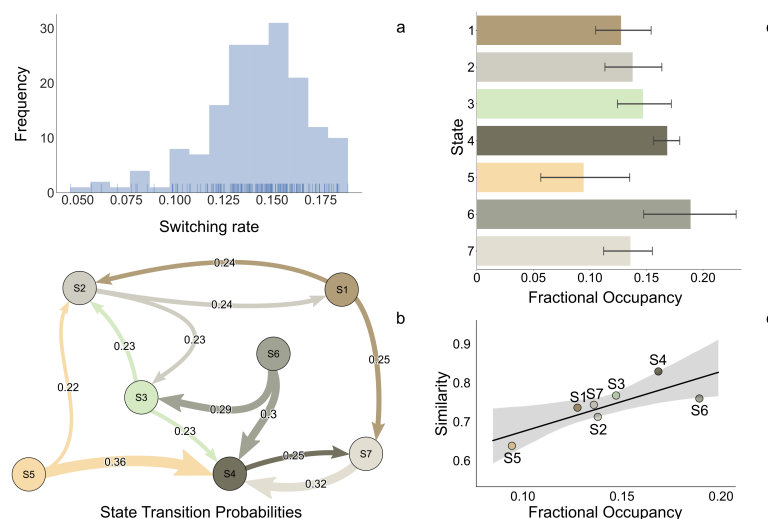 a
30
20
10
0
Frequency
0.050 0.075 0.100 0.125 0.150 0.175
Switching rate
State
1
2
3
4
5
6
7
0 0.05 0.10 0.15 0.20
Fractional Occupancy
b
0.24
S2
S1
0.24
0.23
0.23
S6
0.25
0.22
S3
0.29
0.3
0.23
S5
0.36
S4
0.25
S7
0.32
State Transition Probabilities
Similarity
0.9
0.8
0.7
0.6
S4
S3
S1
S7
S2
S6
S5
0.10 0.15 0.20
Fractional Occupancy